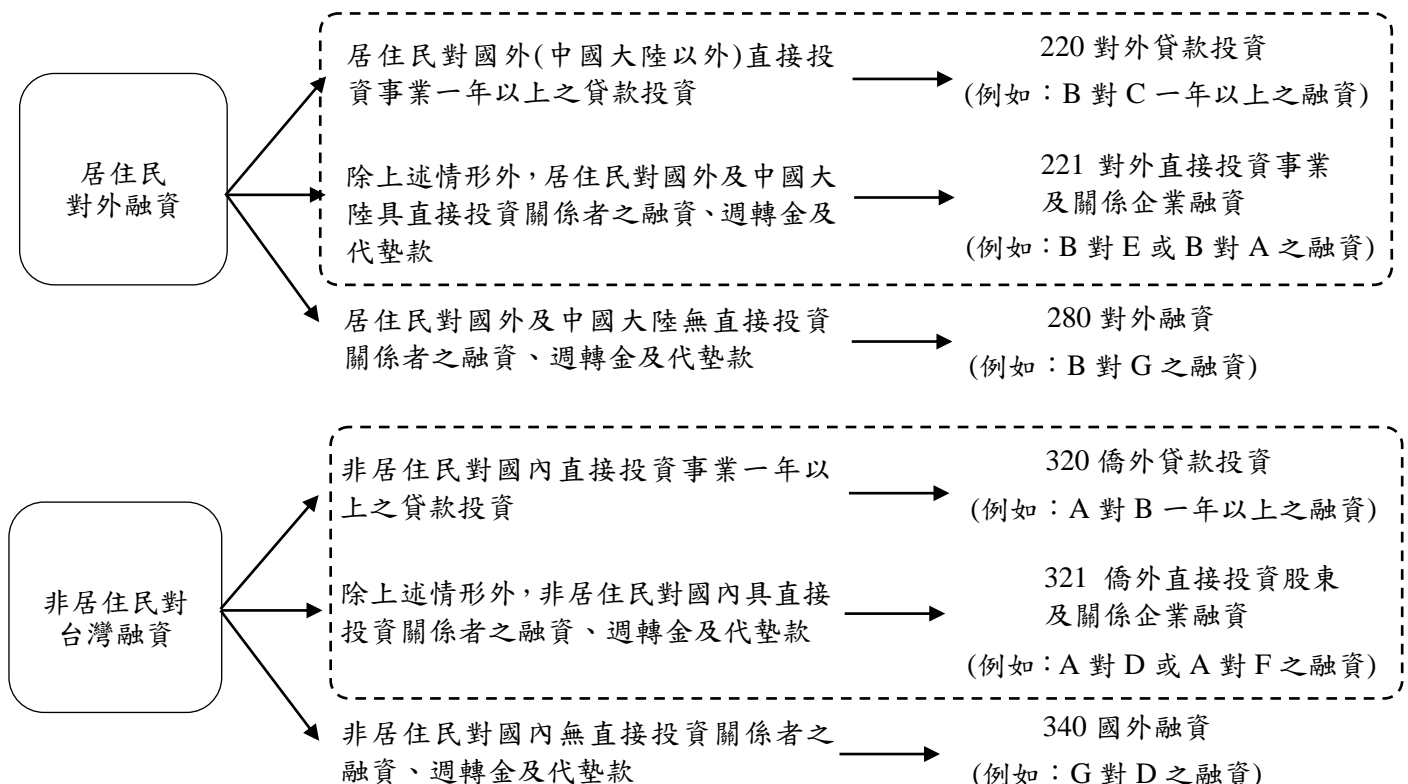 居住民
對外融資
居住民對國外(中國大陸以外)直接投
資事業一年以上之貸款投資
220 對外貸款投資
(例如：B 對 C 一年以上之融資)
除上述情形外，居住民對國外及中國大
陸具直接投資關係者之融資、週轉金及
代墊款
221 對外直接投資事業
及關係企業融資
(例如：B 對 E 或 B 對 A 之融資)
居住民對國外及中國大陸無直接投資
關係者之融資、週轉金及代墊款
280 對外融資
(例如：B 對 G 之融資)
非居住民對
台灣融資
非居住民對國內直接投資事業一年以
上之貸款投資
320 僑外貸款投資
(例如：A 對 B 一年以上之融資)
除上述情形外，非居住民對國內具直接
投資關係者之融資、週轉金及代墊款
321 僑外直接投資股東
及關係企業融資
(例如：A 對 D 或 A 對 F 之融資)
非居住民對國內無直接投資關係者之
融資、週轉金及代墊款
340 國外融資
(例如：G 對 D 之融資)